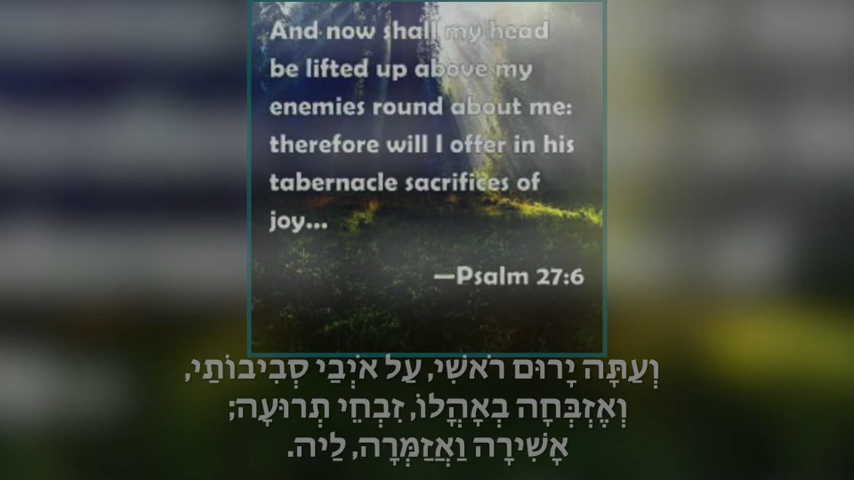 And now shall my head
be lifted up above my
enemies round about me:
therefore will I offer in his
tabernacle sacrifices of
joy...
—Psalm 27:6
וְעַתָּה יָרוּם רֹאשִׁי, עַל אֹיְבַי סְבִיבוֹתַי,
וְאֶזְבְּחָה בְאָהֳלוֹ, זִבְחֵי תְרוּעָה;
אָשִׁירָה וַאֲזַמְּרָה, לַיה.